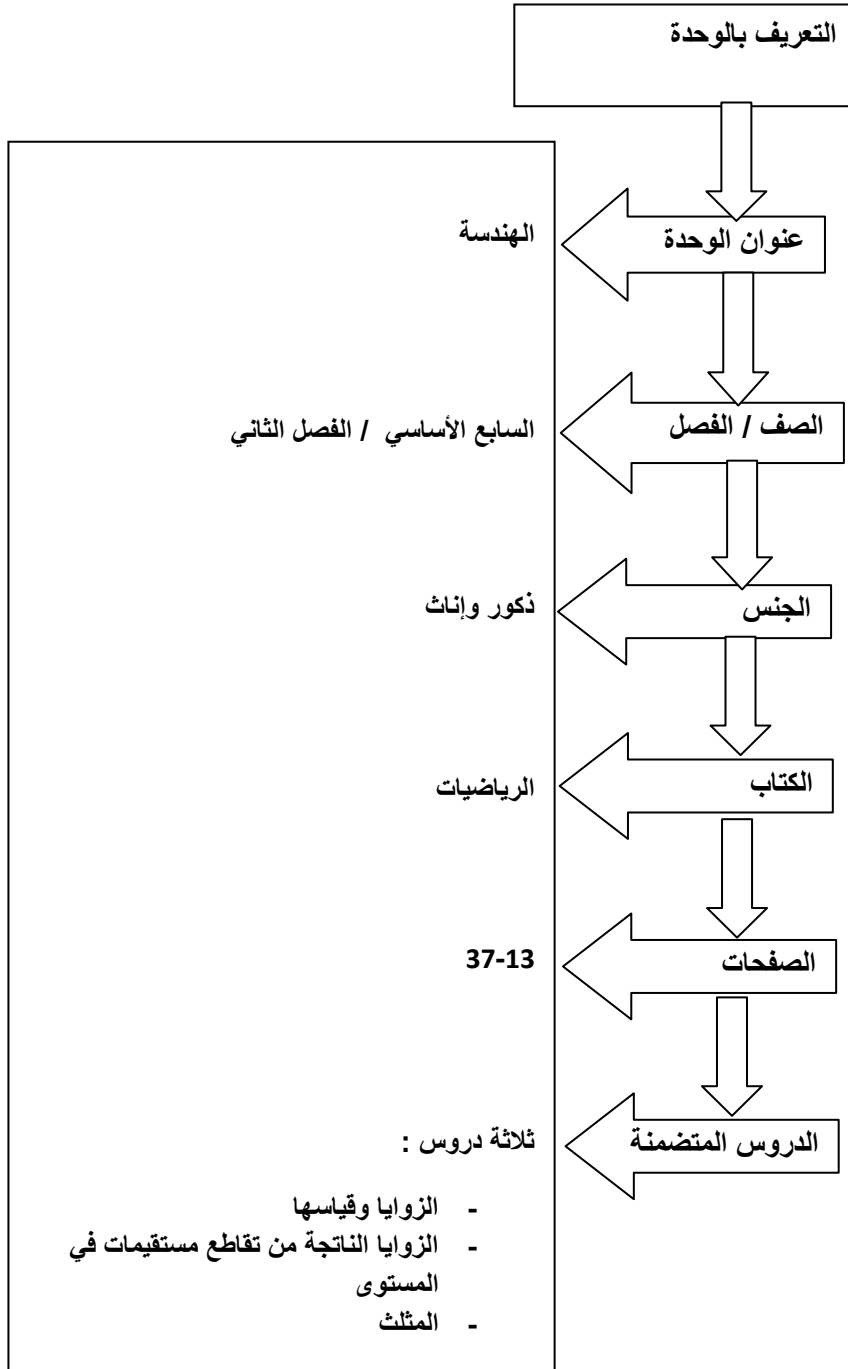 التعريف بالوحدة
عنوان الوحدة
الهندسة
الصف / الفصل
السابع الأساسي / الفصل الثاني
الجنس
ذكور وإناث
الكتاب
الرياضيات
الصفحات
37-13
الدروس المتضمنة
ثلاثة دروس :
- الزوايا وقياسها
- الزوايا الناتجة من تقاطع مستقيمات في
المستوى
- المثلث